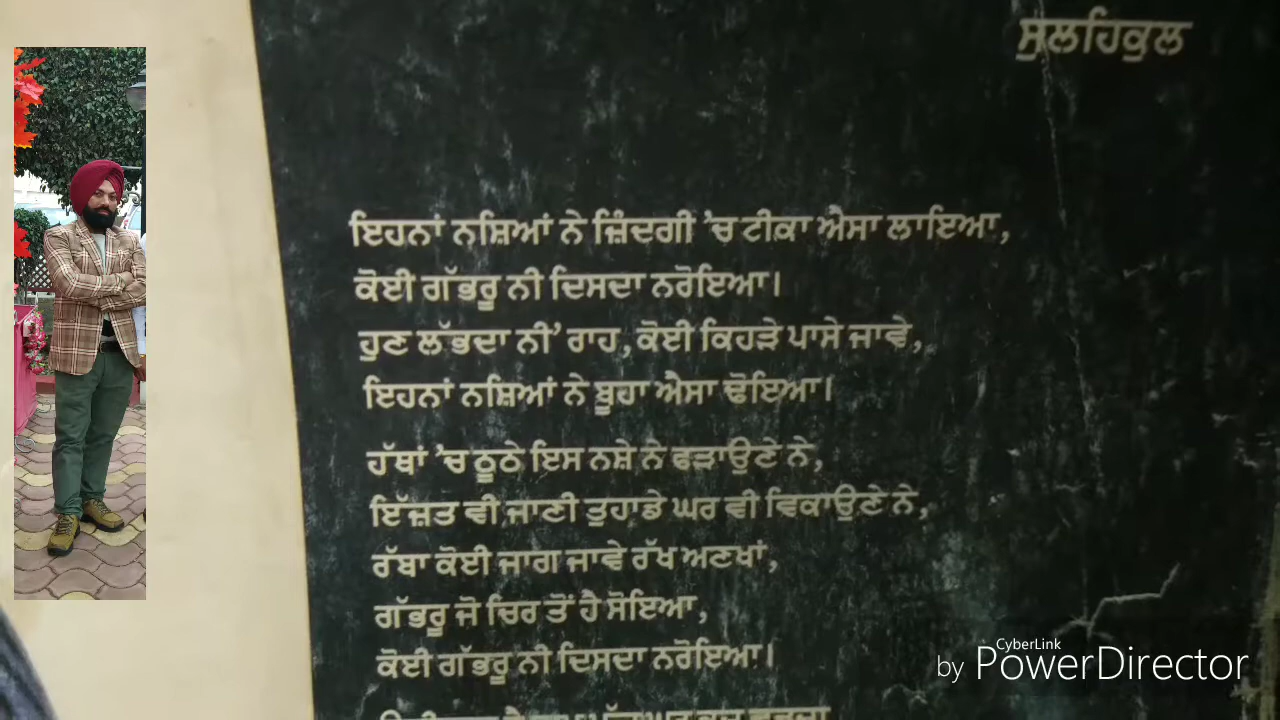 ਸੁਲਹਿਕੁਲ
ਇਹਨਾਂ ਨਸ਼ਿਆਂ ਨੇ ਜ਼ਿੰਦਗੀ ’ਚ ਟੀਕਾ ਐਸਾ ਲਾਇਆ,
ਕੋਈ ਗੱਭਰੂ ਨੀ ਦਿਸਦਾ ਨਰੋਇਆ।
ਹੁਣ ਲੱਭਦਾ ਨੀ’ ਰਾਹ, ਕੋਈ ਕਿਹੜੇ ਪਾਸੇ ਜਾਵੇ,
ਇਹਨਾਂ ਨਸ਼ਿਆਂ ਨੇ ਬੂਹਾ ਐਸਾ ਢੋਇਆ।
ਹੱਥਾਂ ’ਚ ਠੂਠੇ ਇਸ ਨਸ਼ੇ ਨੇ ਫੜਾਉਣੇ ਨੇ,
ਇੱਜ਼ਤ ਵੀ ਜਾਣੀ ਤੁਹਾਡੇ ਘਰ ਵੀ ਵਿਕਾਉਣੇ ਨੇ,
ਰੱਬਾ ਕੋਈ ਜਾਗ ਜਾਵੇ ਰੱਖ ਅਣਖਾਂ,
ਗੱਭਰੂ ਜੋ ਚਿਰ ਤੋਂ ਹੈ ਸੋਇਆ,
ਕੋਈ ਗੱਭਰੂ ਨੀ ਦਿਸਦਾ ਨਰੋਇਆ।
by CyberLink PowerDirector